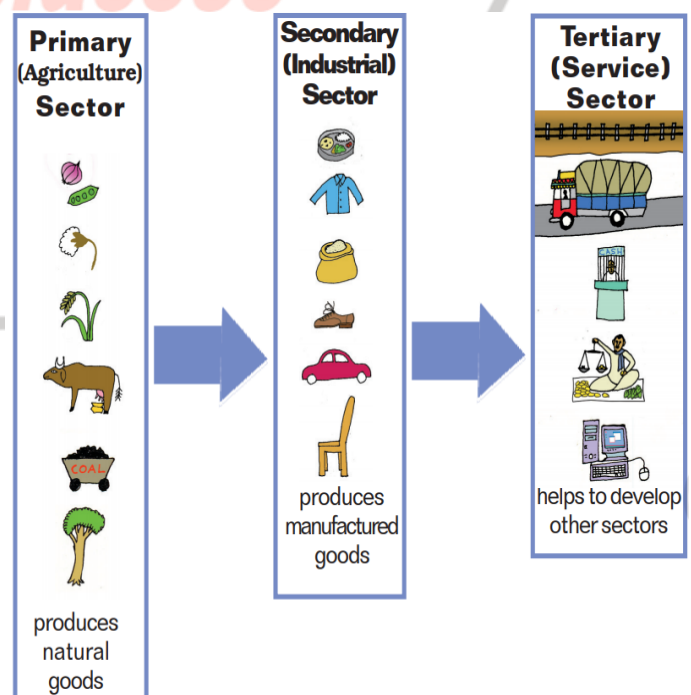 Primary
(Agriculture)
Sector
COAL
produces
natural
goods
Secondary
(Industrial)
Sector
produces
manufactured
goods
Tertiary
(Service)
Sector
CASH
helps to develop
other sectors